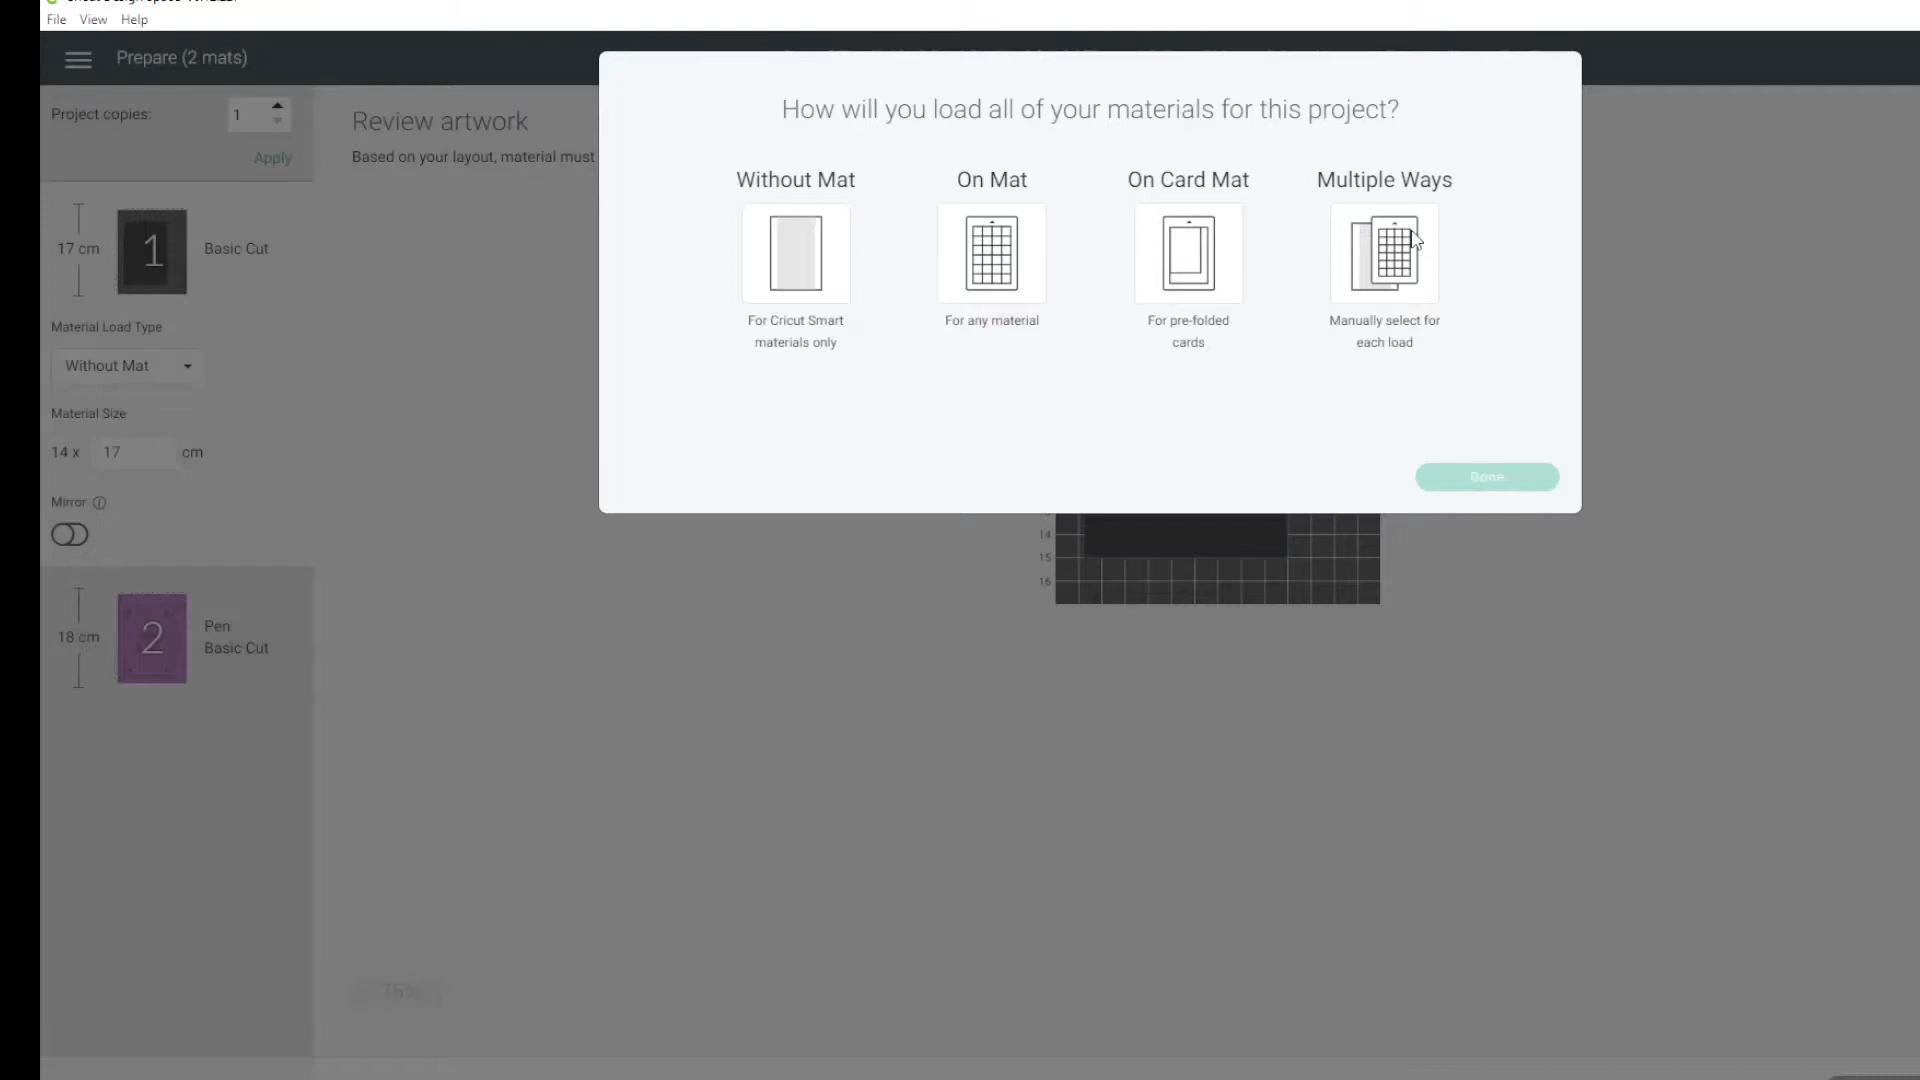 File View Help
Prepare (2 mats)
Project copies: 1
Apply
Review artwork
Based on your layout, material must
17 cm 1 Basic Cut
Material Load Type
Without Mat
Material Size
14 x 17 cm
Mirror
18 cm 2 Pen
Basic Cut
How will you load all of your materials for this project?
Without Mat On Mat On Card Mat Multiple Ways
For Cricut Smart For any material For pre-folded Manually select for
materials only cards each load
Done
14
15
16
75%